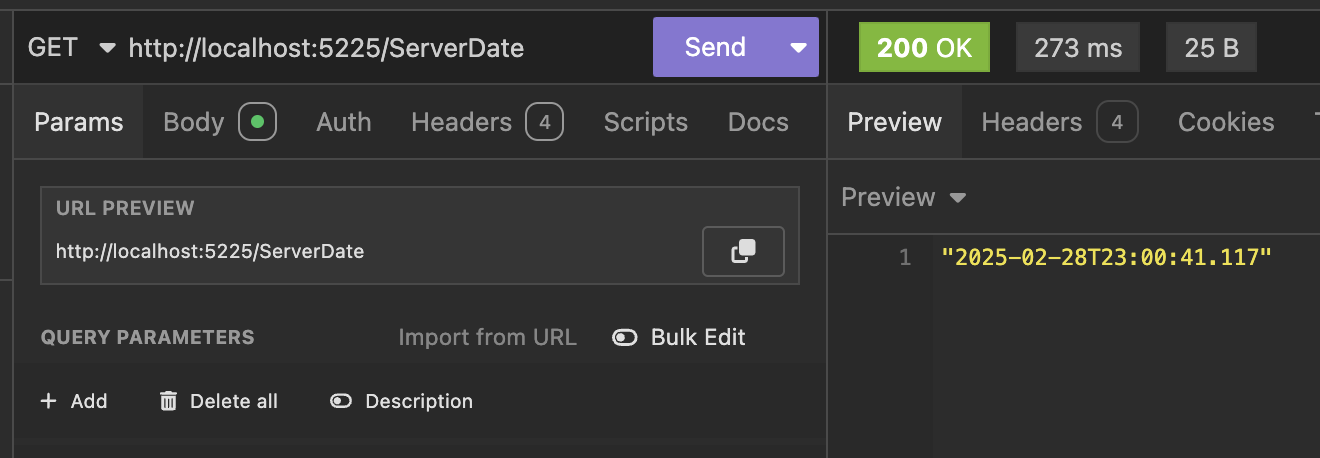 GET http://localhost:5225/ServerDate Send 200 OK 273 ms 25 B
Params Body Auth Headers 4 Scripts Docs Preview Headers 4 Cookies
URL PREVIEW
http://localhost:5225/ServerDate
Preview
1 "2025-02-28T23:00:41.117"
QUERY PARAMETERS Import from URL Bulk Edit
+ Add Delete all Description